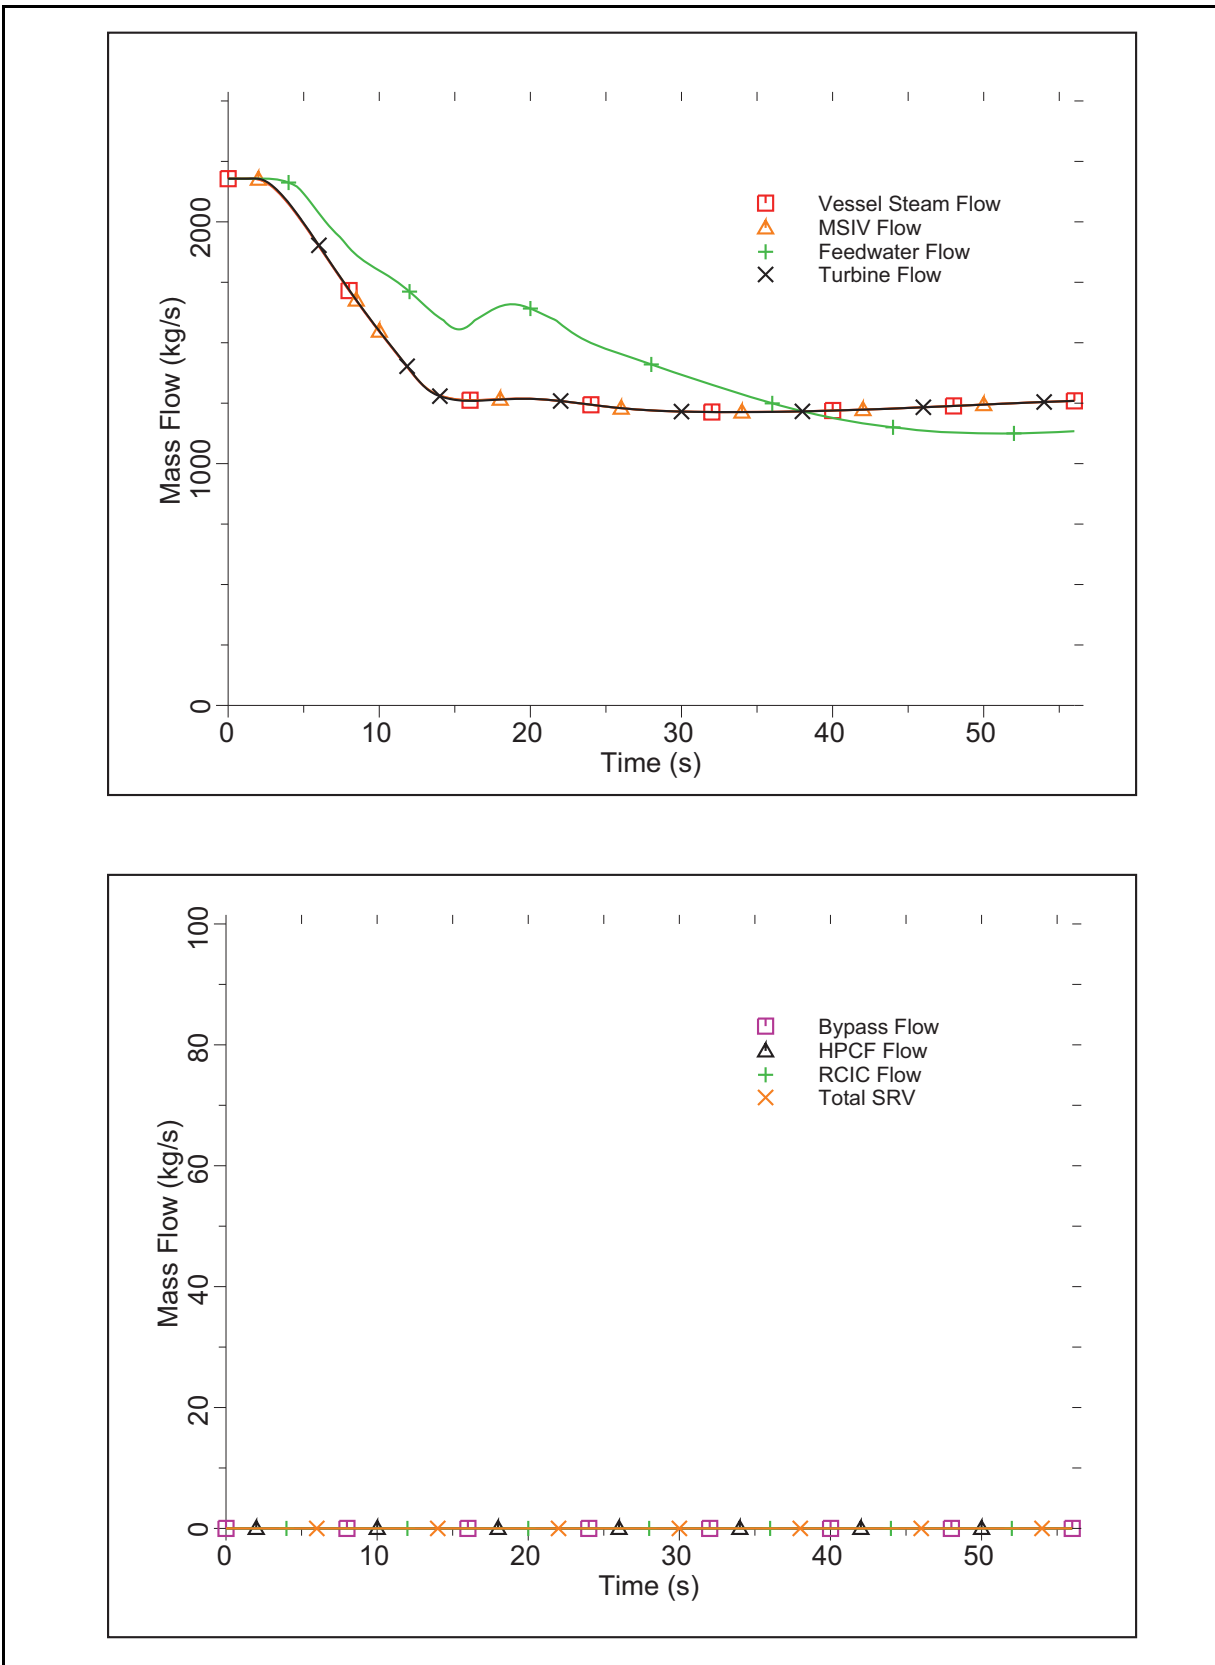 2000
1000
0
Mass Flow (kg/s)
Vessel Steam Flow
MSIV Flow
Feedwater Flow
Turbine Flow
0 10 20 30 40 50
Time (s)
100
80
60
40
20
0
Mass Flow (kg/s)
Bypass Flow
HPCF Flow
RCIC Flow
Total SRV
0 10 20 30 40 50
Time (s)